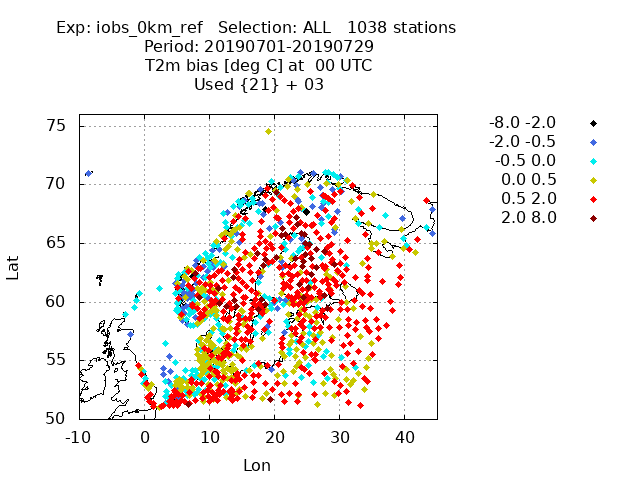 Exp: iobs_0km_ref   Selection: ALL   1038 stations
Period: 20190701-20190729
T2m bias [deg C] at  00 UTC
Used {21} + 03
-8.0 -2.0
-2.0 -0.5
-0.5 0.0
0.0 0.5
0.5 2.0
2.0 8.0
75
70
65
60
55
50
Lat
-10 0 10 20 30 40
Lon